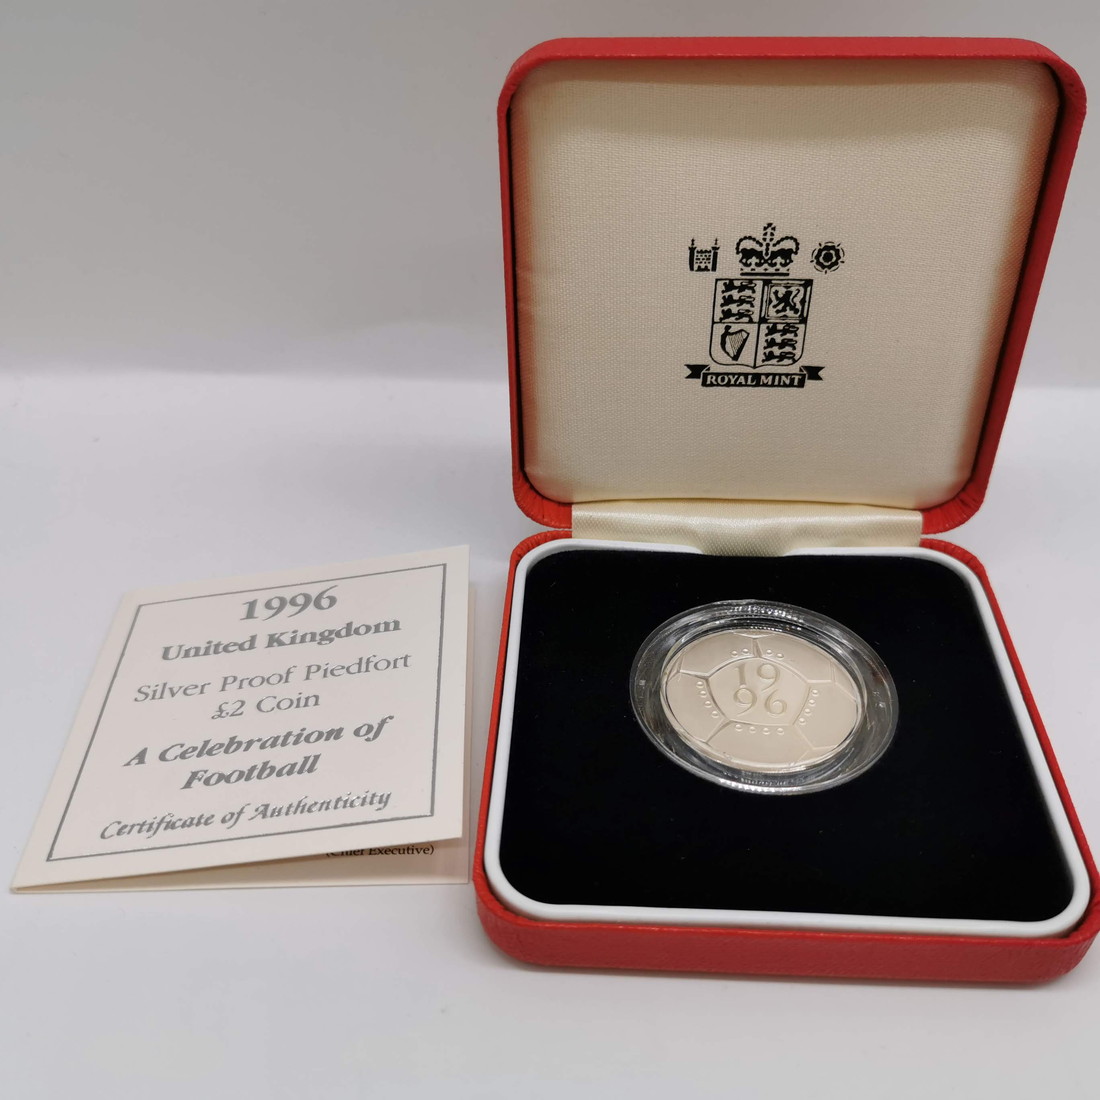 ROYAL MINT
19
96
1996
United Kingdom
Silver Proof Piedfort
£2 Coin
A Celebration of
Football
Certificate of Authenticity
(Chief Executive)